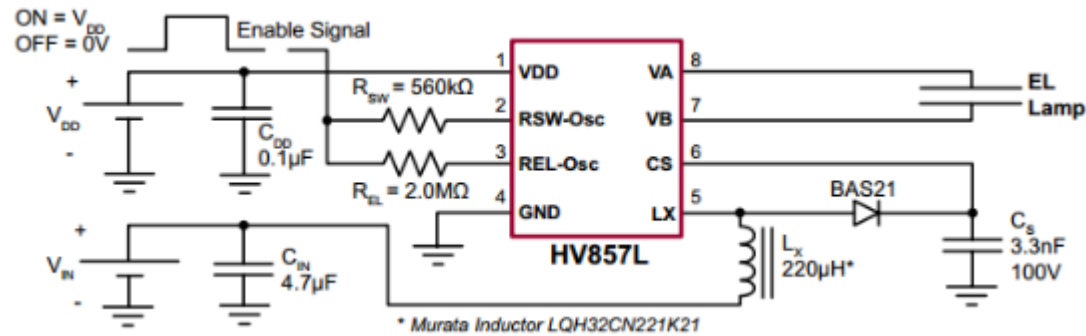 ON = VDD
OFF = 0V
Enable Signal
+
VDD
-
CDD
0.1µF
RSW = 560kΩ
REL = 2.0MΩ
1
VDD
2
RSW-Osc
3
REL-Osc
4
GND
VA
8
VB
7
CS
6
LX
5
HV857L
EL
Lamp
BAS21
LX
220µH*
CS
3.3nF
100V
+
VIN
-
CIN
4.7µF
* Murata Inductor LQH32CN221K21